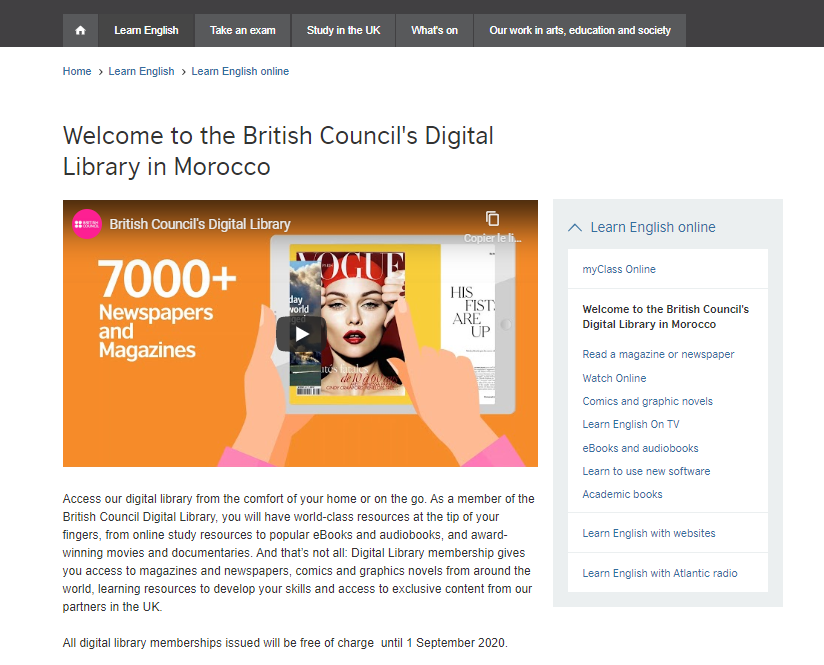 Learn English
Take an exam
Study in the UK
What's on
Our work in arts, education and society
Home > Learn English > Learn English online
Welcome to the British Council's Digital
Library in Morocco
British Council's Digital Library
Copier le li...
7000+
Newspapers
and
Magazines
VOGUE
day
world
HIS
FIST
ARE
UP
Learn English online
myClass Online
Welcome to the British Council's
Digital Library in Morocco
Read a magazine or newspaper
Watch Online
Comics and graphic novels
Learn English On TV
eBooks and audiobooks
Learn to use new software
Academic books
Learn English with websites
Learn English with Atlantic radio
Access our digital library from the comfort of your home or on the go. As a member of the
British Council Digital Library, you will have world-class resources at the tip of your
fingers, from online study resources to popular eBooks and audiobooks, and award-
winning movies and documentaries. And that's not all: Digital Library membership gives
you access to magazines and newspapers, comics and graphics novels from around the
world, learning resources to develop your skills and access to exclusive content from our
partners in the UK.
All digital library memberships issued will be free of charge  until 1 September 2020.